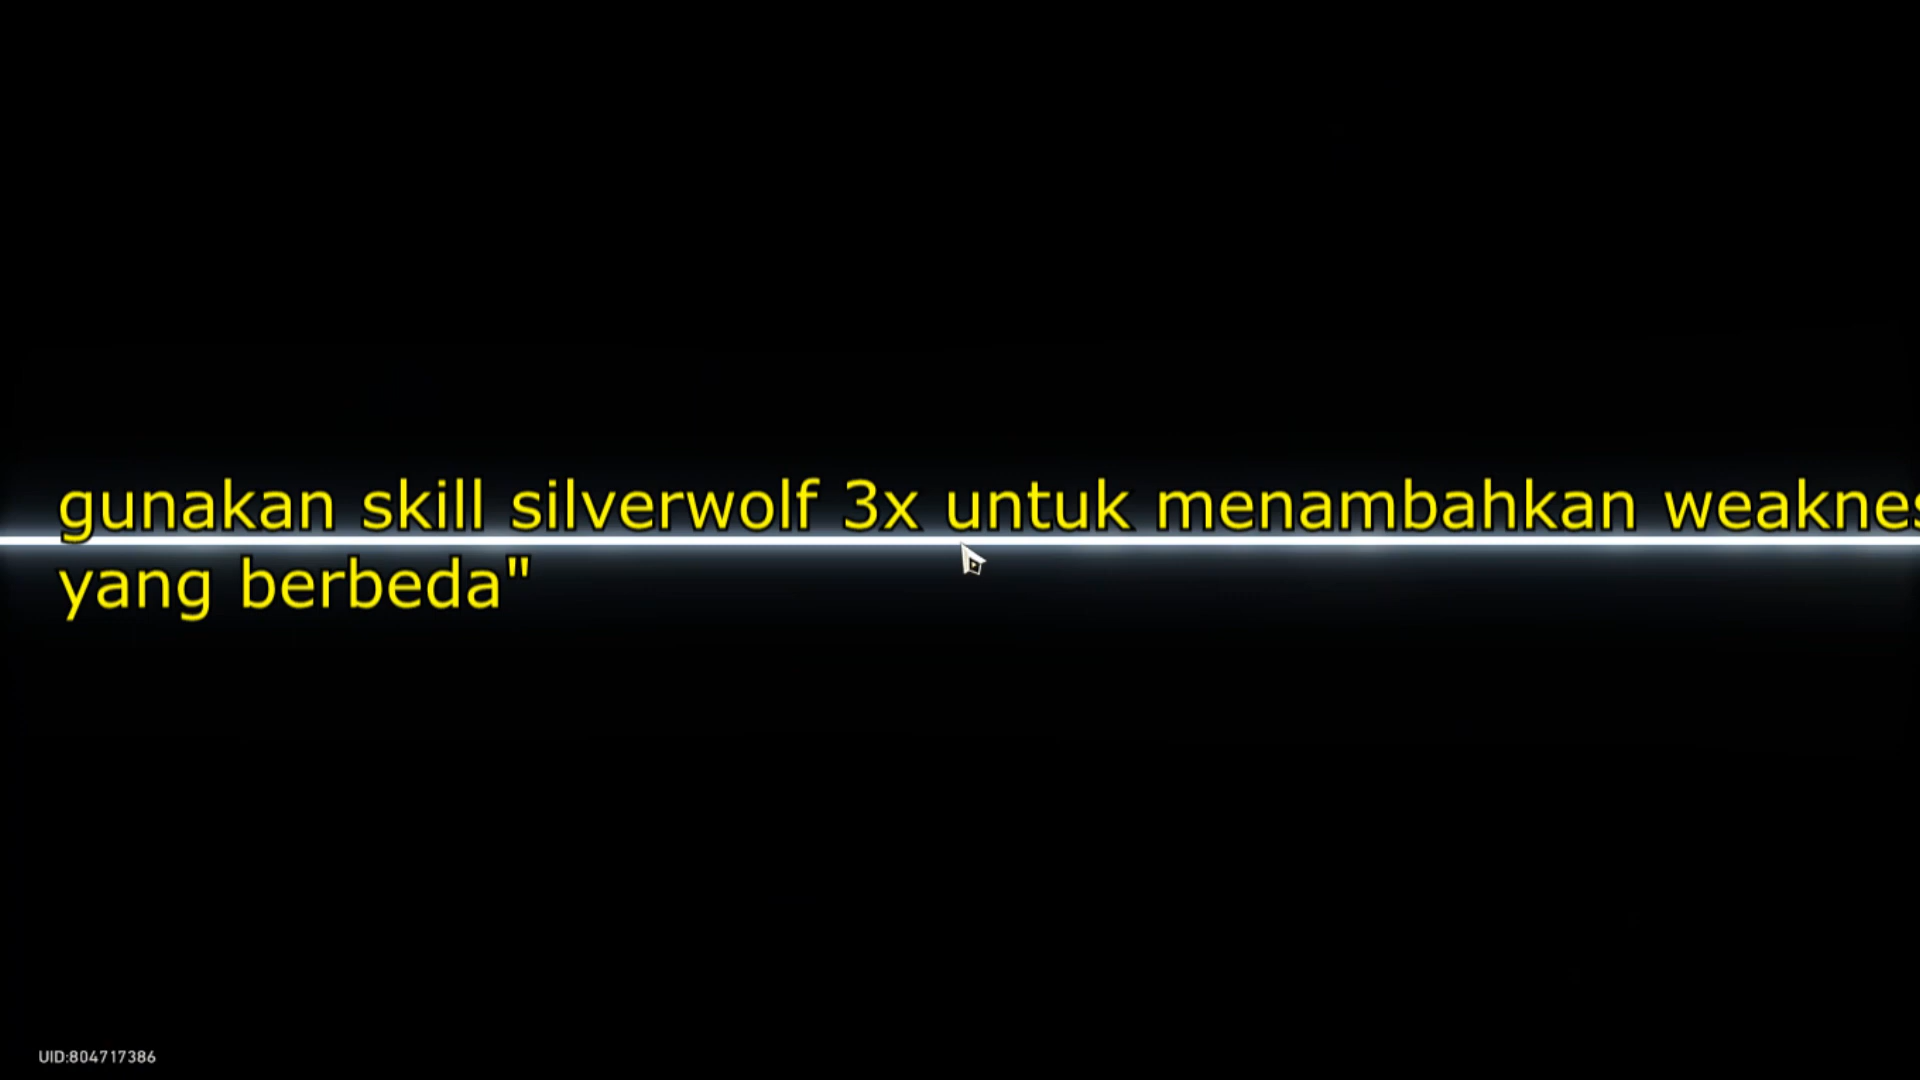 gunakan skill silverwolf 3x untuk menambahkan
yang berbeda"
UID:804717386